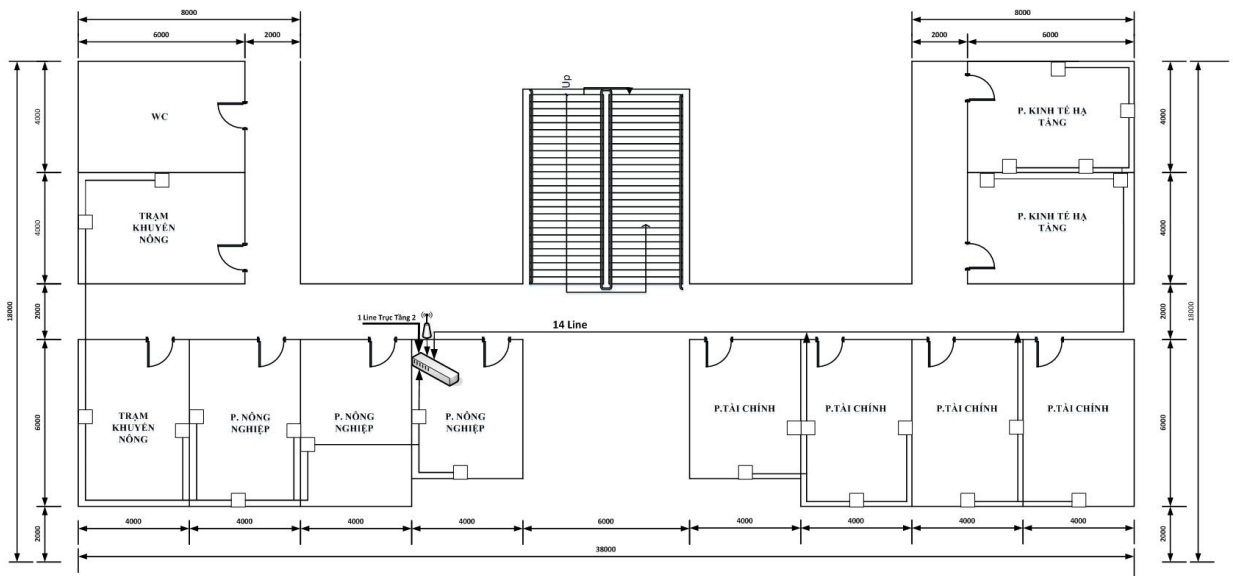 8000
8000
6000
2000
2000
6000
Up
WC
P. KINH TẾ HẠ
TẦNG
4000
4000
TRẠM
KHUYẾN
NÔNG
P. KINH TẾ HẠ
TẦNG
4000
4000
18000
18000
2000
2000
1 Line Trục Tầng 2
14 Line
TRẠM
KHUYẾN
NÔNG
P. NÔNG
NGHIỆP
P. NÔNG
NGHIỆP
P. NÔNG
NGHIỆP
P.TÀI CHÍNH
P.TÀI CHÍNH
P.TÀI CHÍNH
P.TÀI CHÍNH
6000
6000
4000
4000
4000
4000
6000
4000
4000
4000
4000
2000
2000
38000